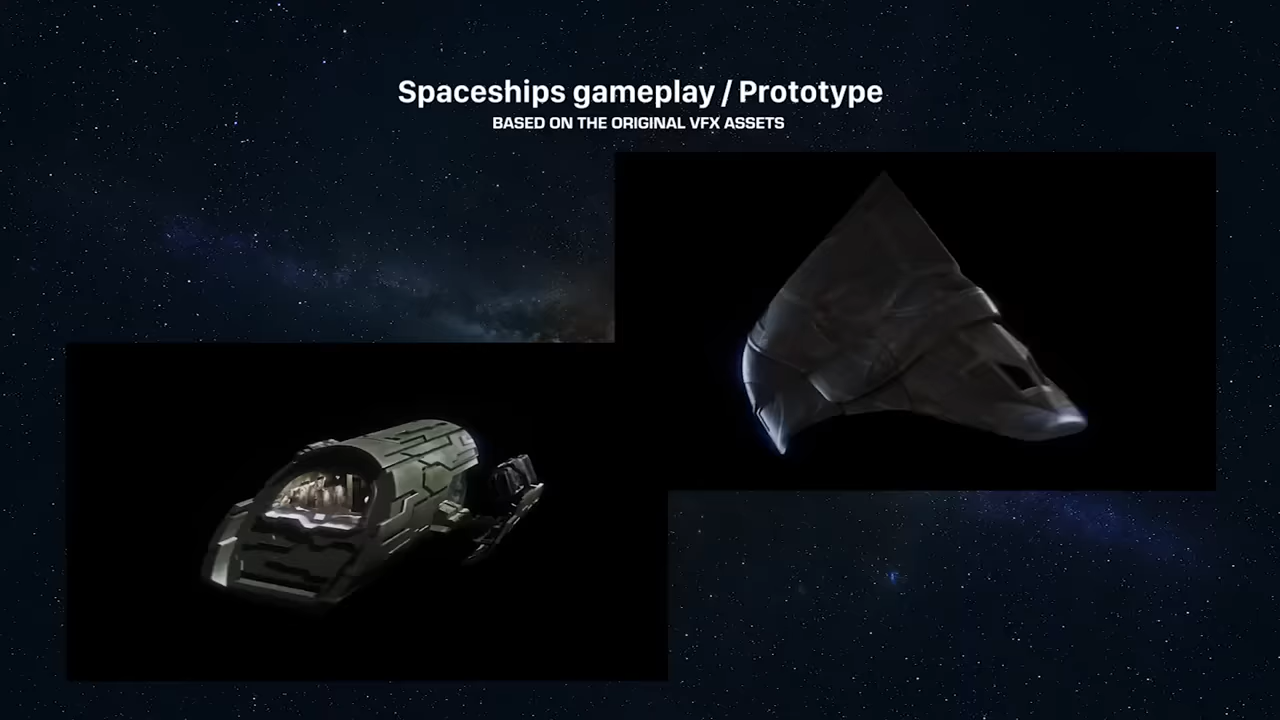 Spaceships gameplay / Prototype
BASED ON THE ORIGINAL VFX ASSETS